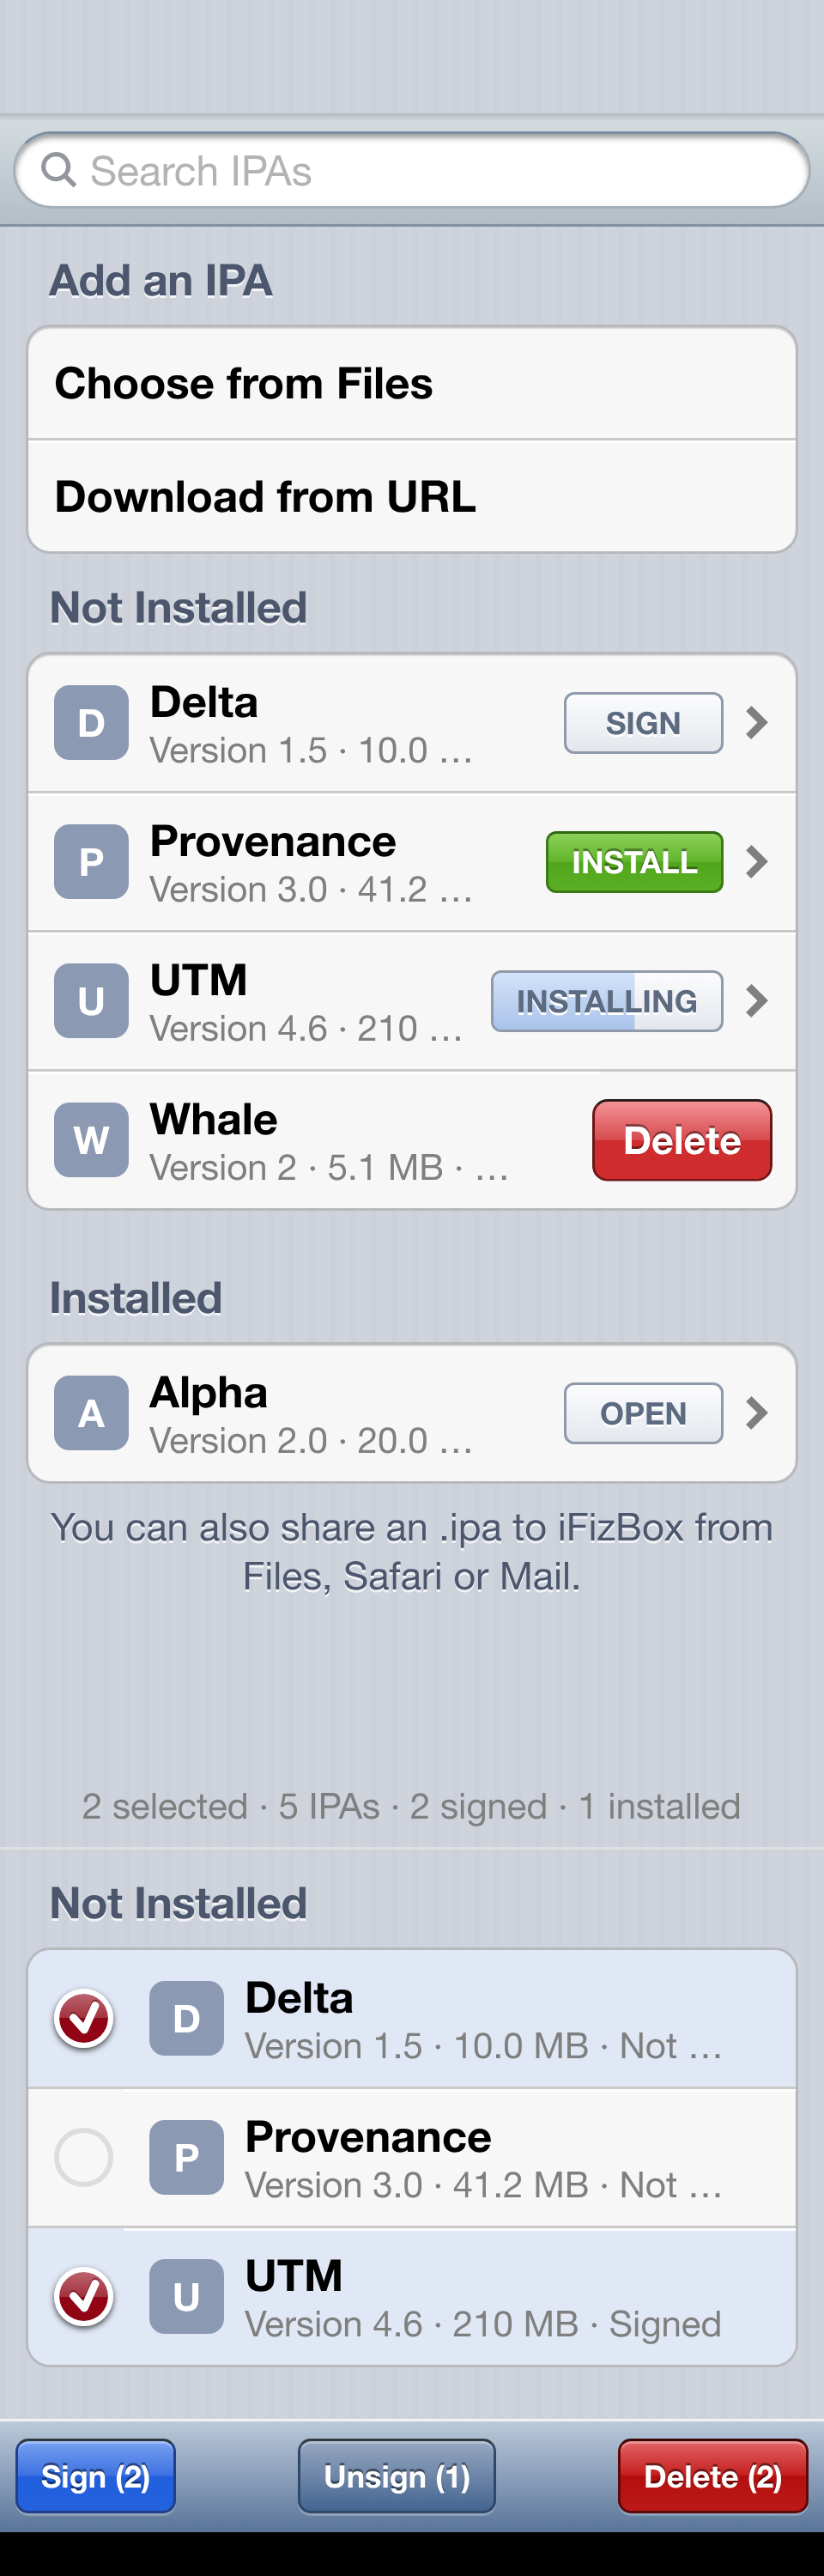 Search IPAs
Add an IPA
Choose from Files
Download from URL
Not Installed
D
Delta
SIGN
Version 1.5 · 10.0 ...
P
Provenance
INSTALL
Version 3.0 · 41.2 ...
U
UTM
INSTALLING
Version 4.6 · 210 ...
W
Whale
Delete
Version 2 · 5.1 MB · ...
Installed
A
Alpha
OPEN
Version 2.0 · 20.0 ...
You can also share an .ipa to iFizBox from
Files, Safari or Mail.
2 selected · 5 IPAs · 2 signed · 1 installed
Not Installed
D
Delta
Version 1.5 · 10.0 MB · Not ...
P
Provenance
Version 3.0 · 41.2 MB · Not ...
U
UTM
Version 4.6 · 210 MB · Signed
Sign (2)
Unsign (1)
Delete (2)